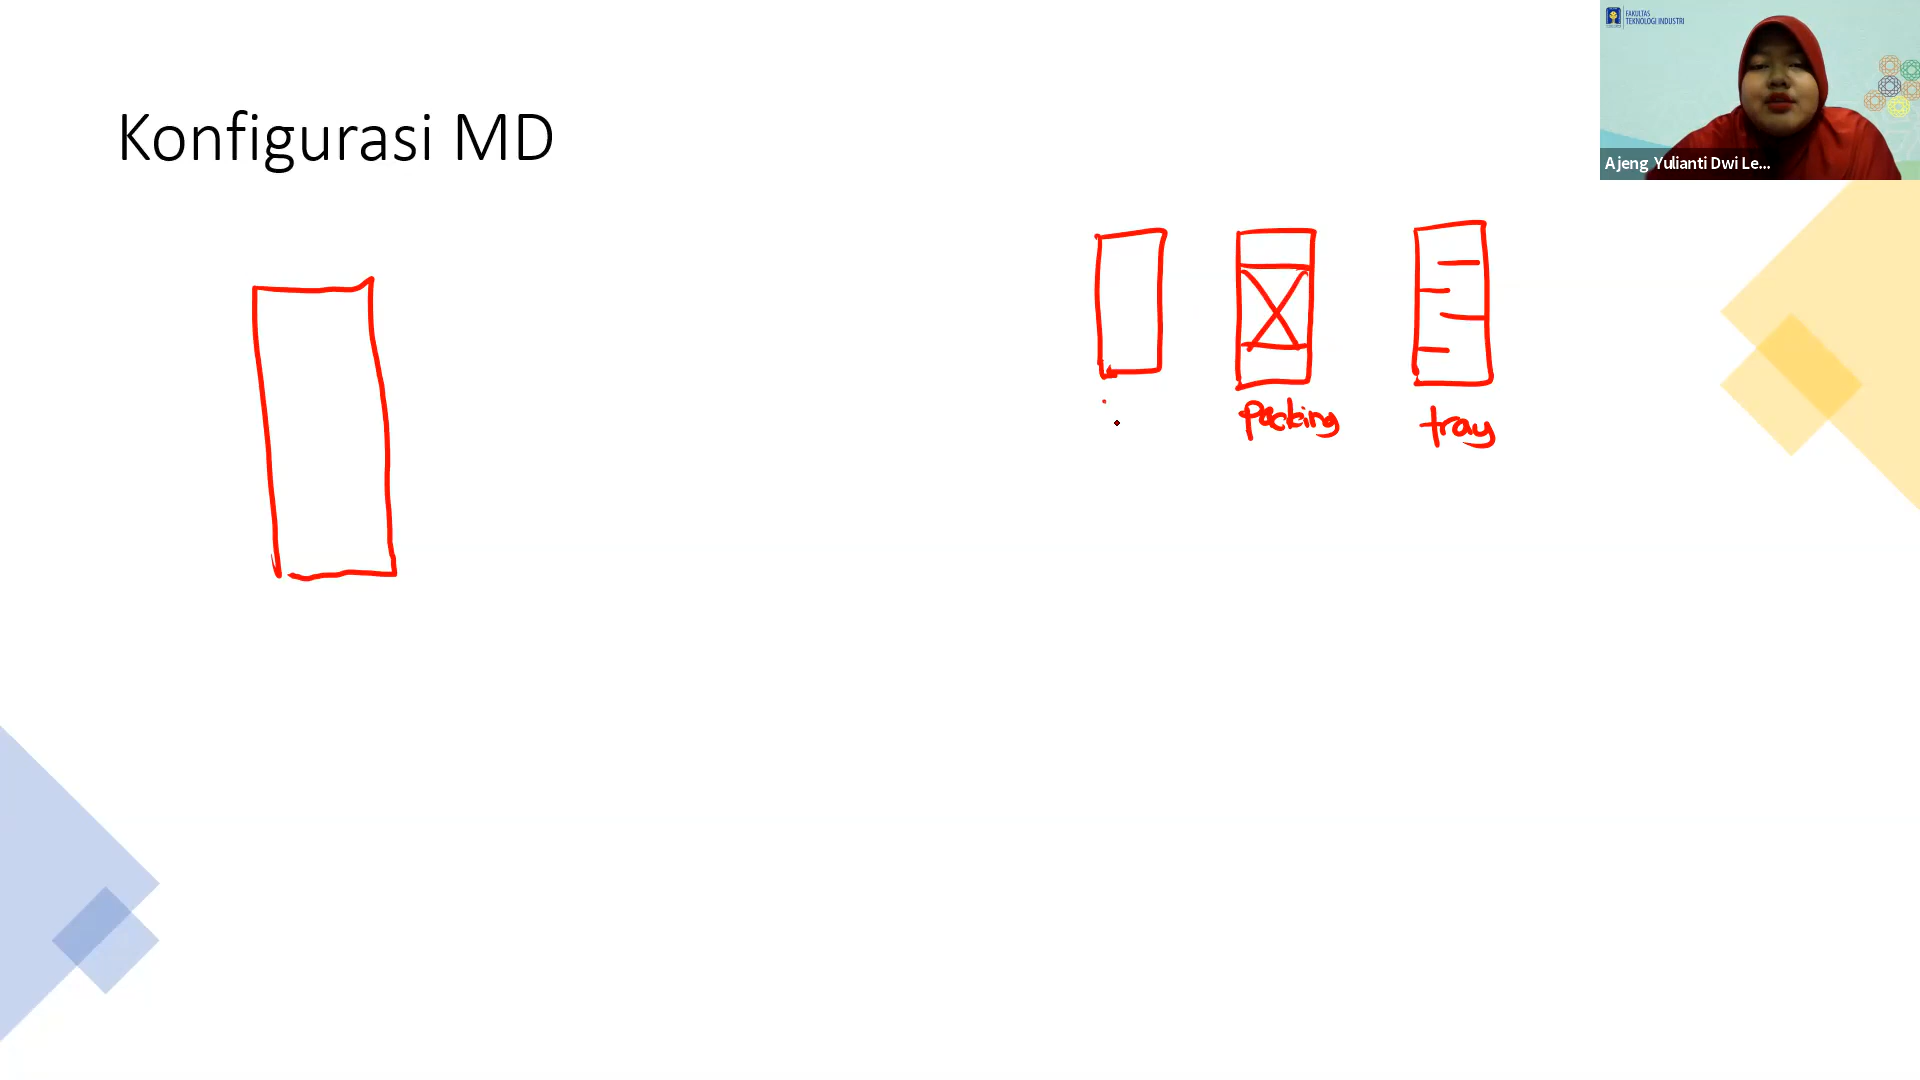 FAKULTAS
TEKNOLOGI INDUSTRI
Ajeng Yulianti Dwi Le...
Konfigurasi MD
packing
tray